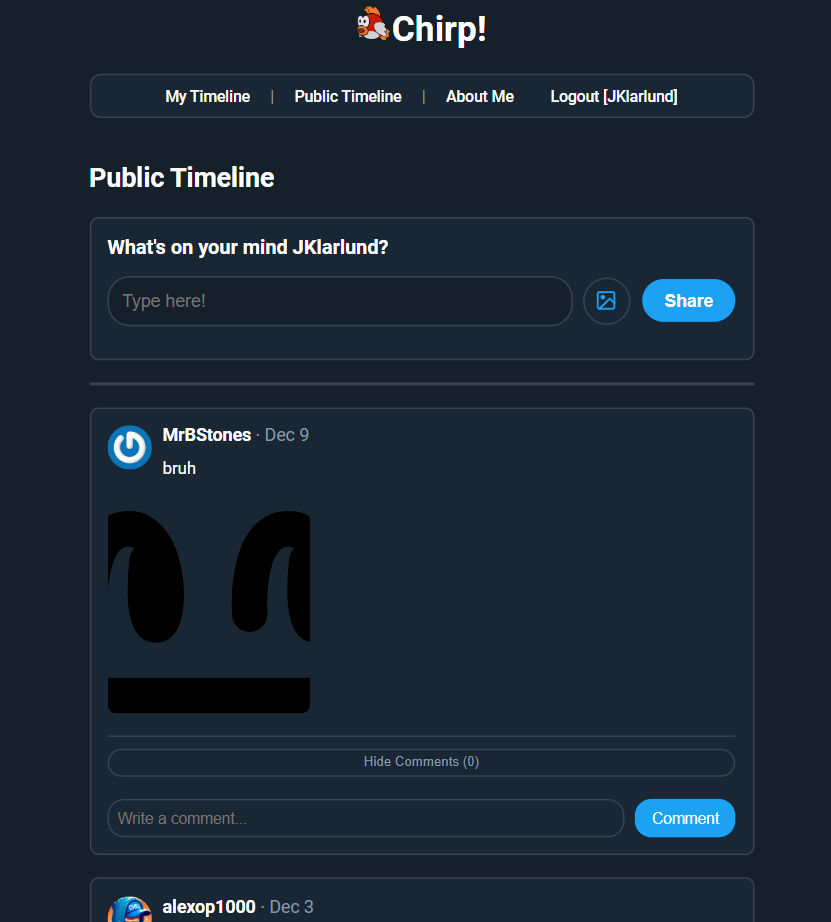 Chirp!
My Timeline | Public Timeline | About Me Logout [JKlarlund]
Public Timeline
What's on your mind JKlarlund?
Type here! Share
MrBStones · Dec 9
bruh
Hide Comments (0)
Write a comment... Comment
alexop1000 · Dec 3